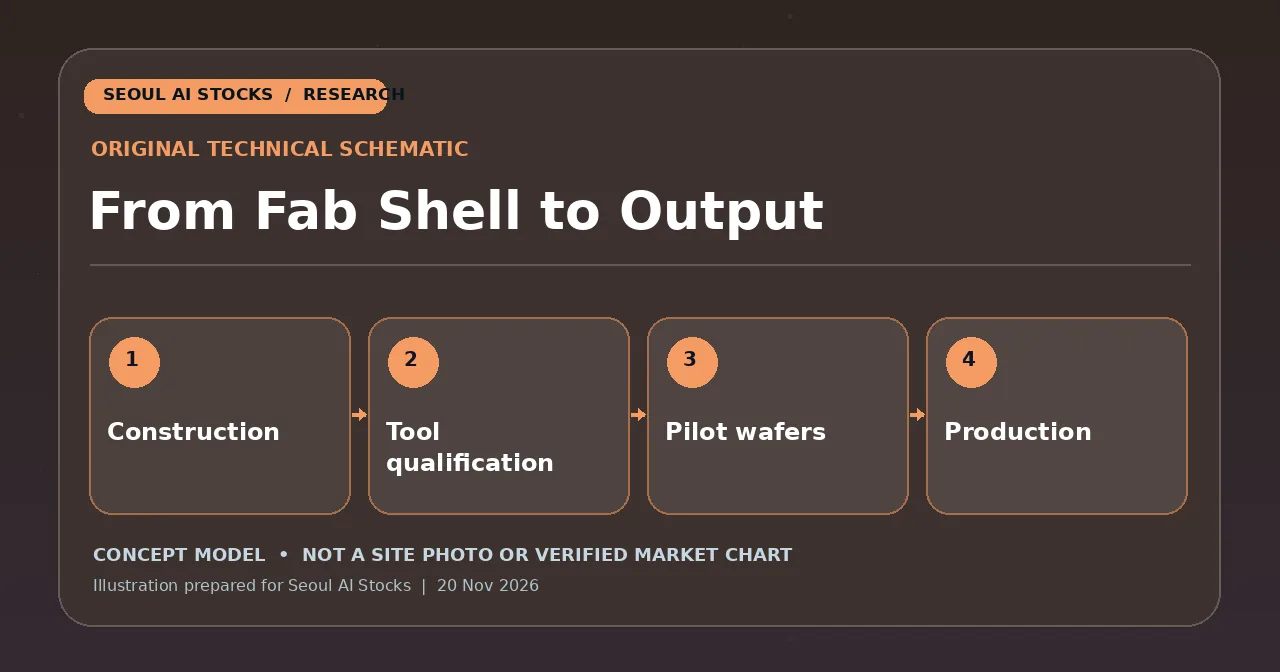 SEOUL AI STOCKS / RESEARCH
ORIGINAL TECHNICAL SCHEMATIC
From Fab Shell to Output
1
Construction
2
Tool
qualification
3
Pilot wafers
4
Production
CONCEPT MODEL • NOT A SITE PHOTO OR VERIFIED MARKET CHART
Illustration prepared for Seoul AI Stocks | 20 Nov 2026